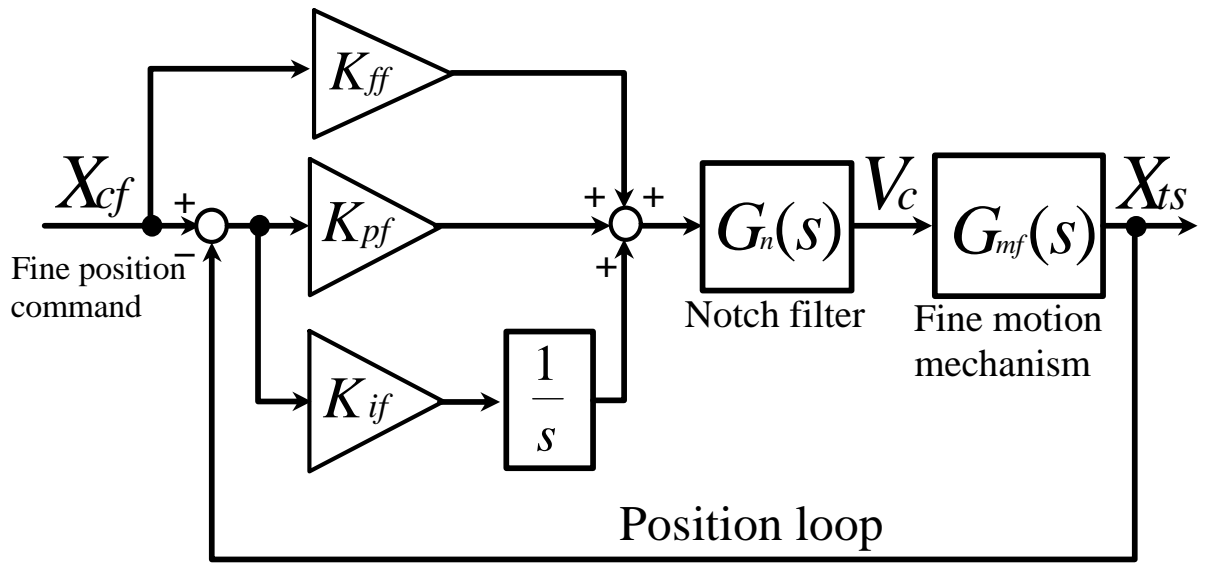 Kff
Xcf
+
−
Fine position
command
Kpf
+
+
+
Gn(s)
Notch filter
Vc
Gmf(s)
Fine motion
mechanism
Xts
Kif
1
s
Position loop